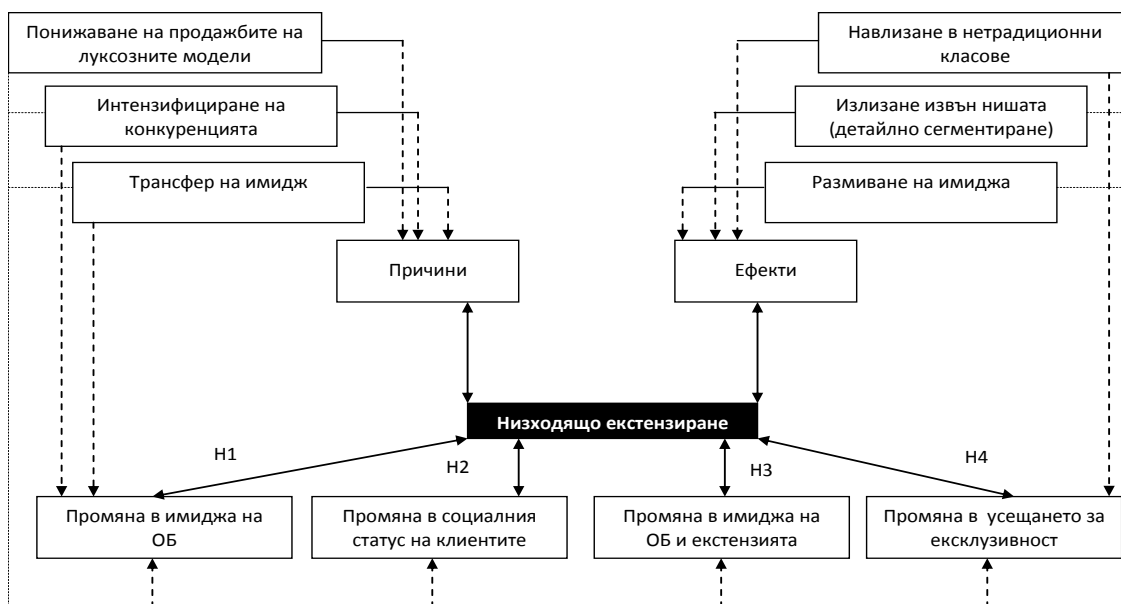 Понижаване на продажбите на
луксозните модели
Навлизане в нетрадиционни
класове
Интензифициране на
конкуренцията
Излизане извън нишата
(детайлно сегментиране)
Трансфер на имидж
Размиване на имиджа
Причини
Ефекти
Низходящо екстензиране
H1
H2
H3
H4
Промяна в имиджа на
ОБ
Промяна в социалния
статус на клиентите
Промяна в имиджа на
ОБ и екстензията
Промяна в усещането за
ексклузивност